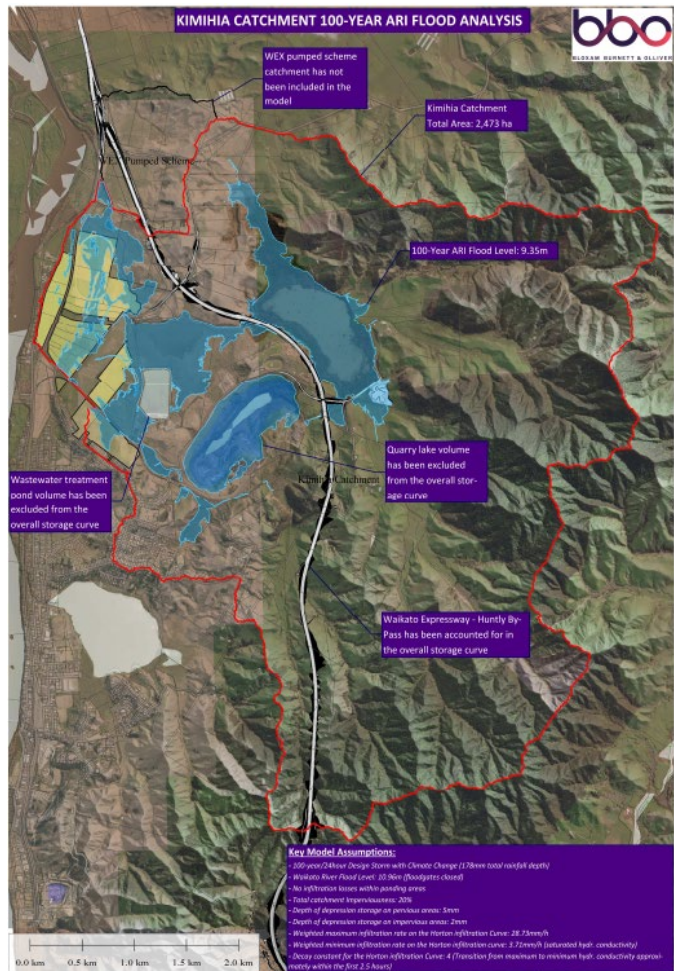 KIMIHIA CATCHMENT 100-YEAR ARI FLOOD ANALYSIS
bbo
BLOXAM BURNETT & OLLIVER
WEX pumped scheme
catchment has not
been included in the
model
Kimihia Catchment
Total Area: 2,473 ha
WEX Pumped Scheme
100-Year ARI Flood Level: 9.35m
Quarry lake volume
has been excluded
from the overall stor-
age curve
Kimihia Catchment
Wastewater treatment
pond volume has been
excluded from the
overall storage curve
Waikato Expressway - Huntly By-
Pass has been accounted for in
the overall storage curve
Key Model Assumptions:
- 100-year/24hour Design Storm with Climate Change (178mm total rainfall depth)
- Waikato River Flood Level: 10.96m (floodgates closed)
- No infiltration losses within ponding areas
- Total catchment Imperviousness: 20%
- Depth of depression storage on pervious areas: 5mm
- Depth of depression storage on impervious areas: 2mm
- Weighted maximum infiltration rate on the Horton Infiltration Curve: 28.73mm/h
- Weighted minimum infiltration rate on the Horton infiltration curve: 3.71mm/h (saturated hydr. conductivity)
- Decay constant for the Horton infiltration Curve: 4 (Transition from maximum to minimum hydr. conductivity approxi-
mately within the first 2.5 hours)
0.0 km 0.5 km 1.0 km 1.5 km 2.0 km